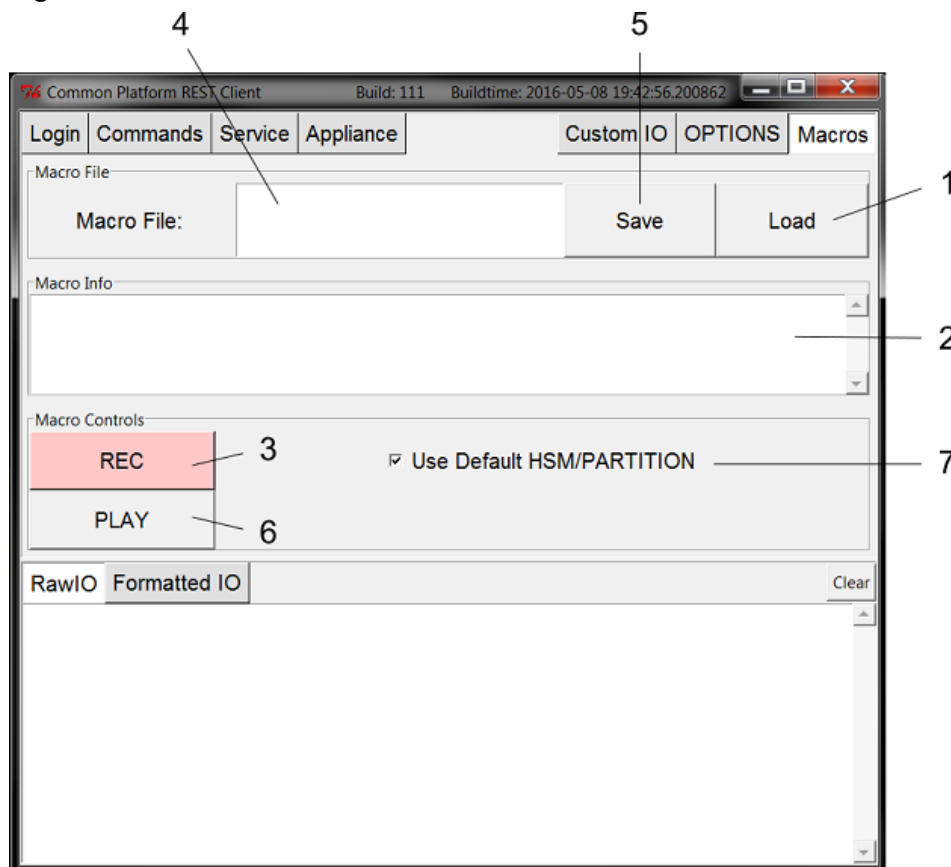 4 5
Common Platform REST Client Build: 111 Buildtime: 2016-05-08 19:42:56.200862
Login Commands Service Appliance Custom IO OPTIONS Macros
Macro File
1
Macro File: Save Load
Macro Info
2
Macro Controls
REC 3 Use Default HSM/PARTITION 7
PLAY 6
RawIO Formatted IO Clear